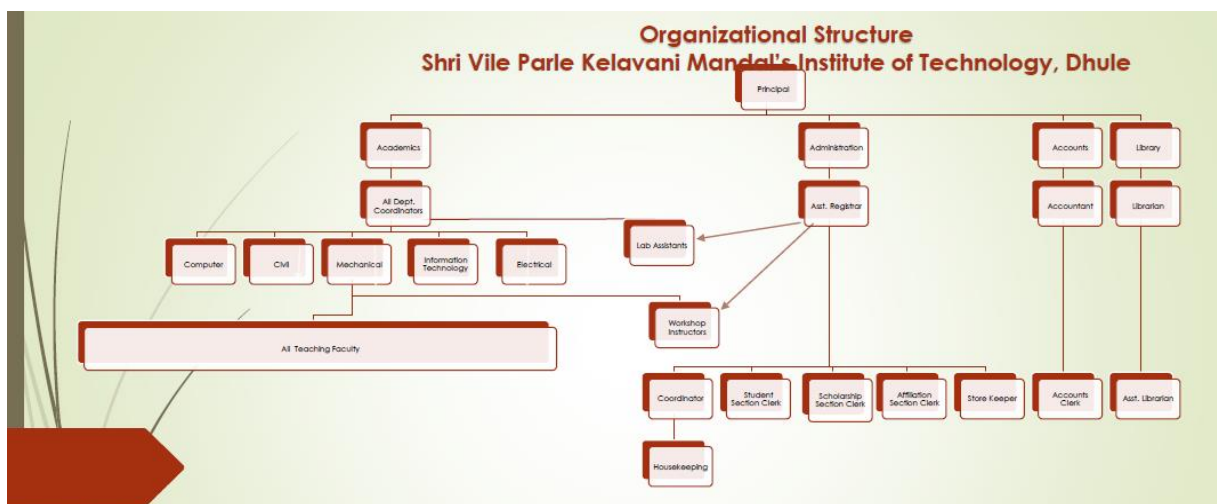 Organizational Structure
Shri Vile Parle Kelavani Mandal's Institute of Technology, Dhule
Principal
Academics
Administration
Accounts
Library
All Dept.
Coordinators
Asst. Registrar
Accountant
Librarian
Lab Assistants
Computer
Civil
Mechanical
Information
Technology
Electrical
Workshop
Instructors
All Teaching Faculty
Coordinator
Student
Section Clerk
Scholarship
Section Clerk
Affiliation
Section Clerk
Store Keeper
Accounts
Clerk
Asst. Librarian
Housekeeping